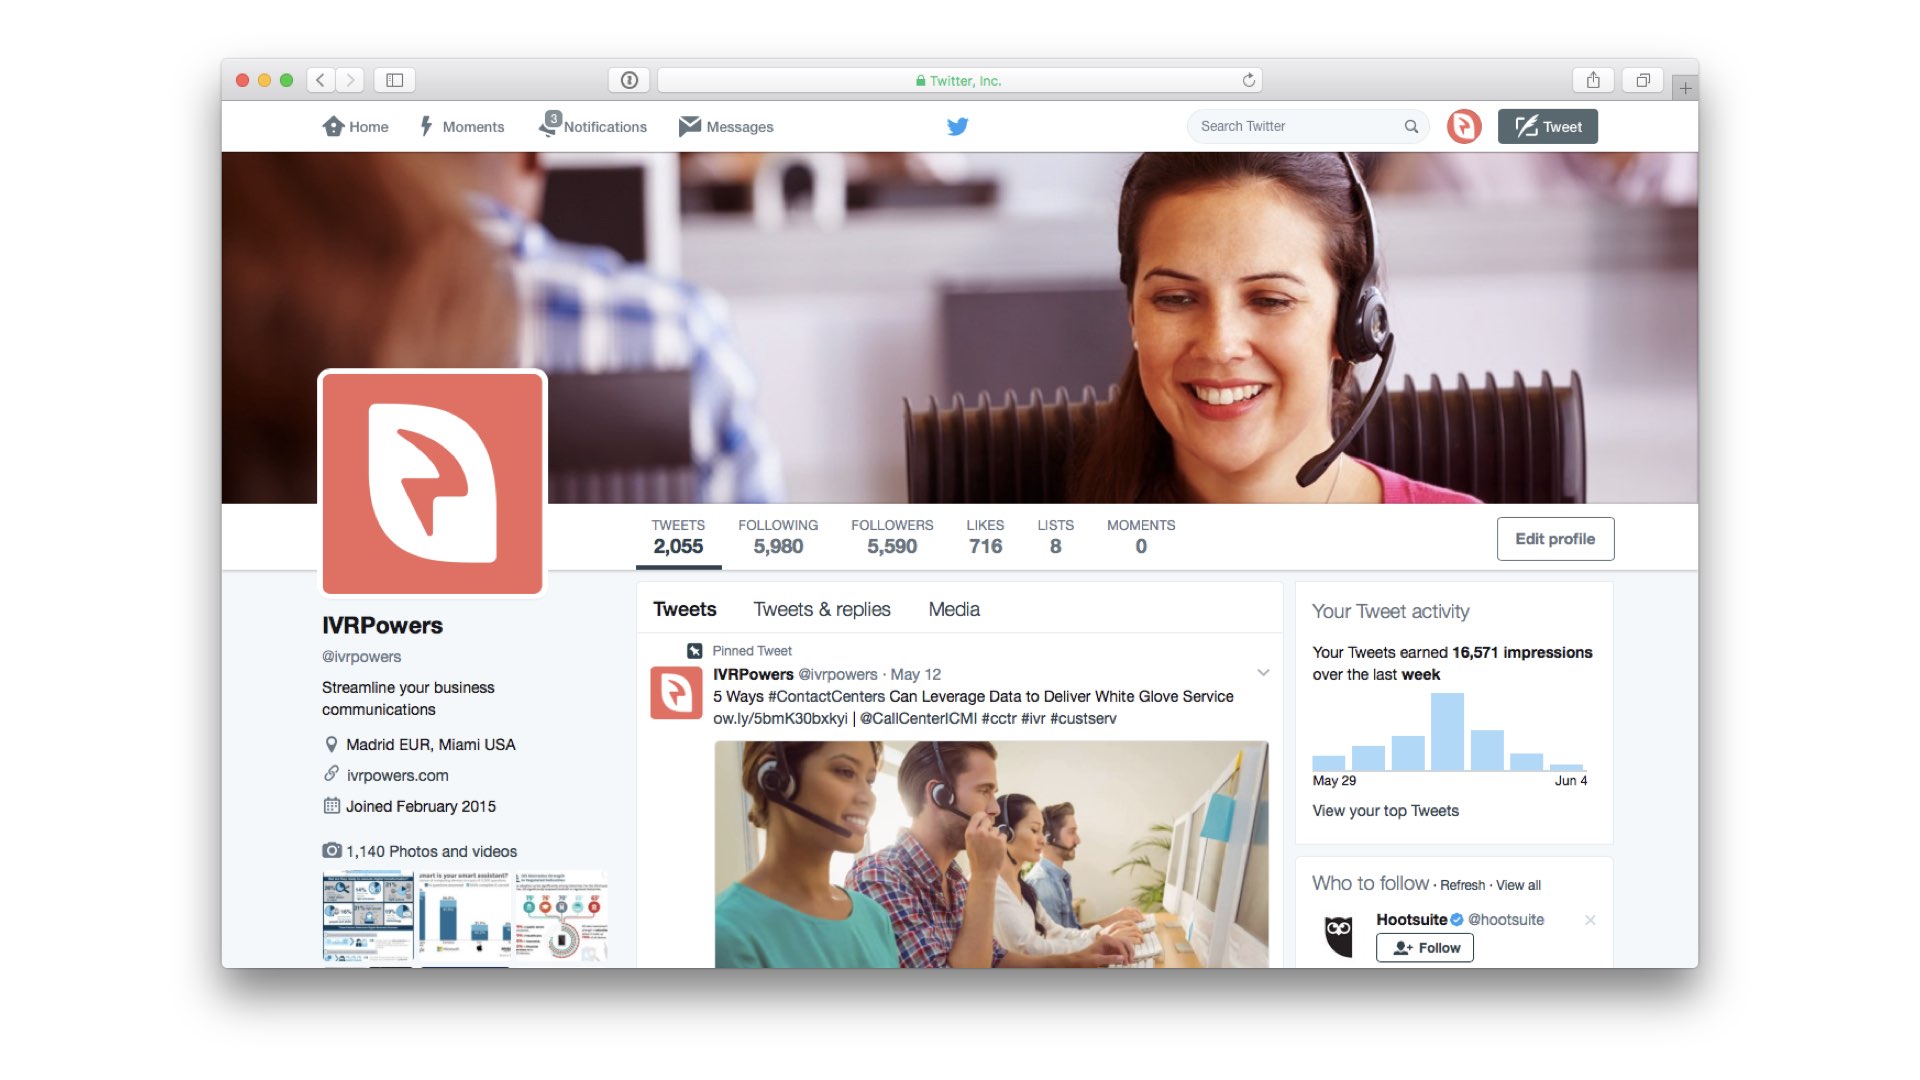 Twitter, Inc.
Home
Moments
3
Notifications
Messages
Search Twitter
Tweet
TWEETS
2,055
FOLLOWING
5,980
FOLLOWERS
5,590
LIKES
716
LISTS
8
MOMENTS
0
Edit profile
IVRPowers
@ivrpowers
Streamline your business
communications
Madrid EUR, Miami USA
ivrpowers.com
Joined February 2015
1,140 Photos and videos
Tweets
Tweets & replies
Media
Pinned Tweet
IVRPowers @ivrpowers · May 12
5 Ways #ContactCenters Can Leverage Data to Deliver White Glove Service
ow.ly/5bmK30bxkyi | @CallCenterICMI #cctr #ivr #custserv
Your Tweet activity
Your Tweets earned 16,571 impressions
over the last week
May 29
Jun 4
View your top Tweets
Who to follow · Refresh · View all
Hootsuite @hootsuite
Follow